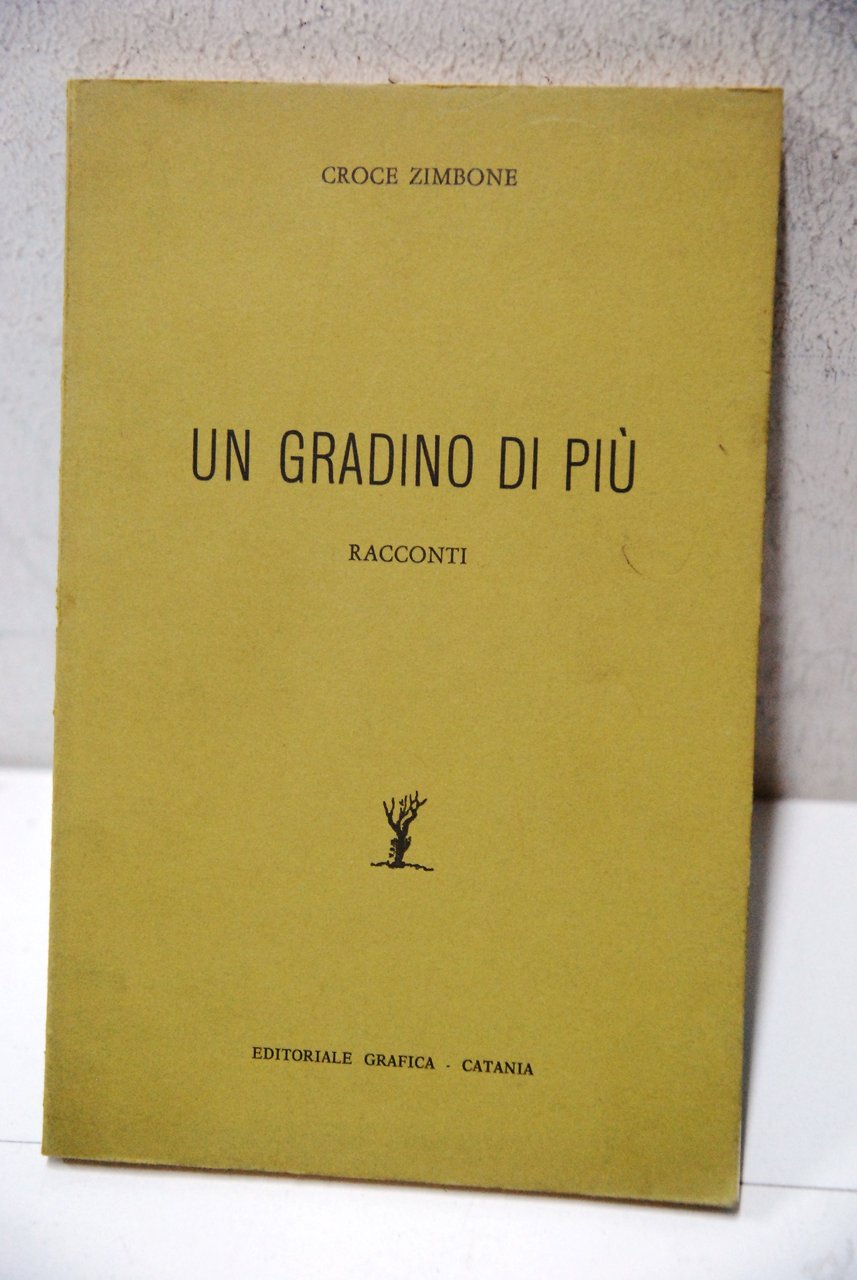 CROCE ZIMBONE
UN GRADINO DI PIÙ
RACCONTI
EDITORIALE GRAFICA - CATANIA